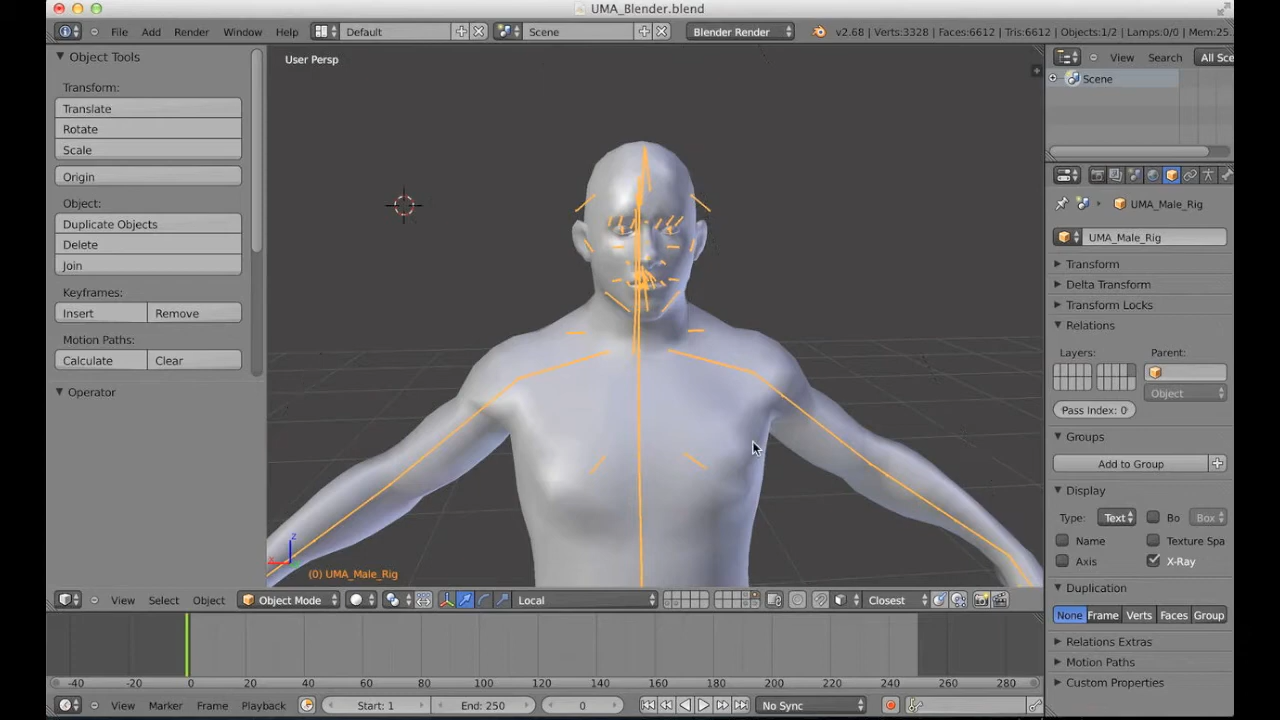 UMA_Blender.blend
File Add Render Window Help Default Scene Blender Render v2.68 | Verts:3328 | Faces:6612 | Tris:6612 | Objects:1/2 | Lamps:0/0 | Mem:25.
Object Tools
User Persp
View Search All Sce
Scene
Transform:
Translate
Rotate
Scale
Origin
Object:
Duplicate Objects
Delete
Join
Keyframes:
Insert Remove
Motion Paths:
Calculate Clear
Operator
UMA_Male_Rig
UMA_Male_Rig
Transform
Delta Transform
Transform Locks
Relations
Layers: Parent:
Object
Pass Index: 0
Groups
Add to Group
Display
Type: Text Bo Box
Name Texture Spa
Axis X-Ray
Duplication
None Frame Verts Faces Group
Relations Extras
Motion Paths
Custom Properties
z
x
(0) UMA_Male_Rig
View Select Object Object Mode Local Closest
-40 -20 0 20 40 60 80 100 120 140 160 180 200 220 240 260 280
View Marker Frame Playback Start: 1 End: 250 0 No Sync